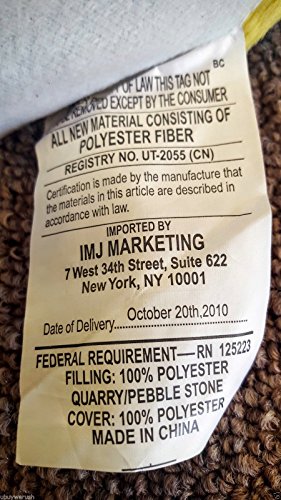 BC
OF LAW THIS TAG NOT
REMOVED EXCEPT BY THE CONSUMER
ALL NEW MATERIAL CONSISTING OF
POLYESTER FIBER
REGISTRY NO. UT-2055 (CN)
Certification is made by the manufacture that
the materials in this article are described in
accordance with law.
IMPORTED BY
IMJ MARKETING
7 West 34th Street, Suite 622
New York, NY 10001
Date of Delivery......October 20th,2010......
FEDERAL REQUIREMENT—RN 125223
FILLING: 100% POLYESTER
QUARRY/PEBBLE STONE
COVER: 100% POLYESTER
MADE IN CHINA
ubuywerush